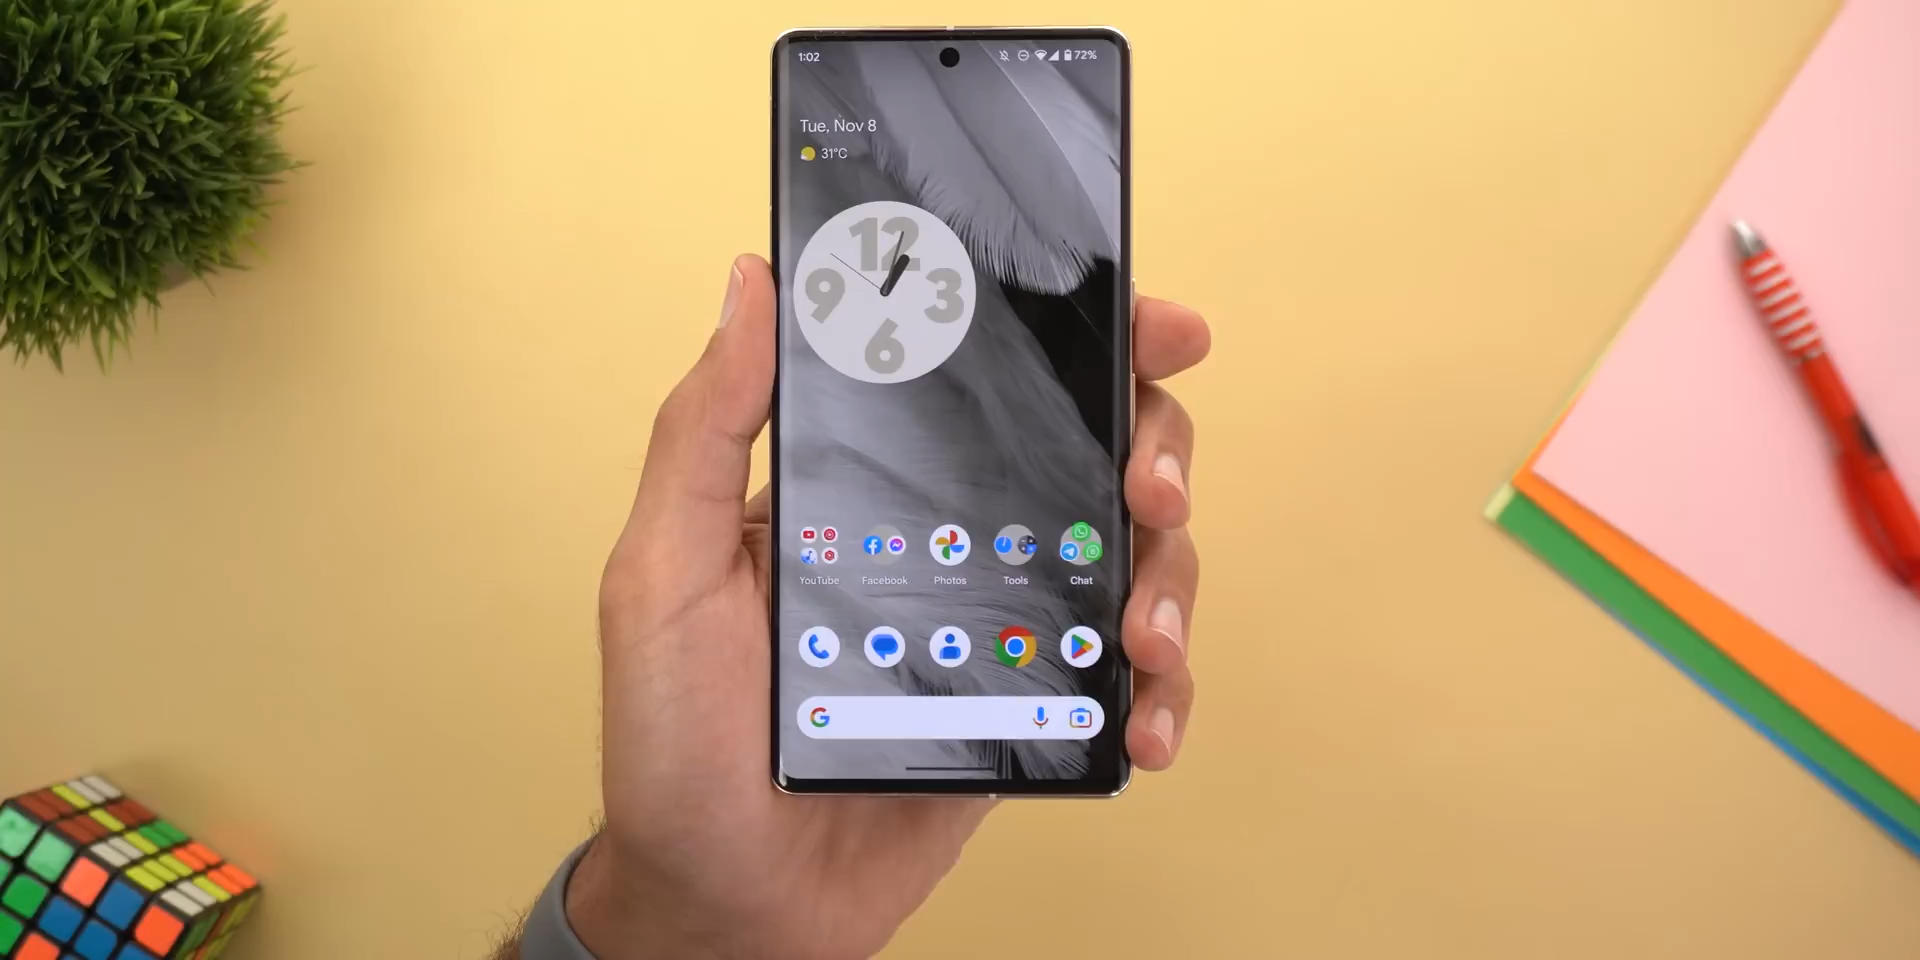 1:02
72%
Tue, Nov 8
31°C
12
9
3
6
YouTube
Facebook
Photos
Tools
Chat